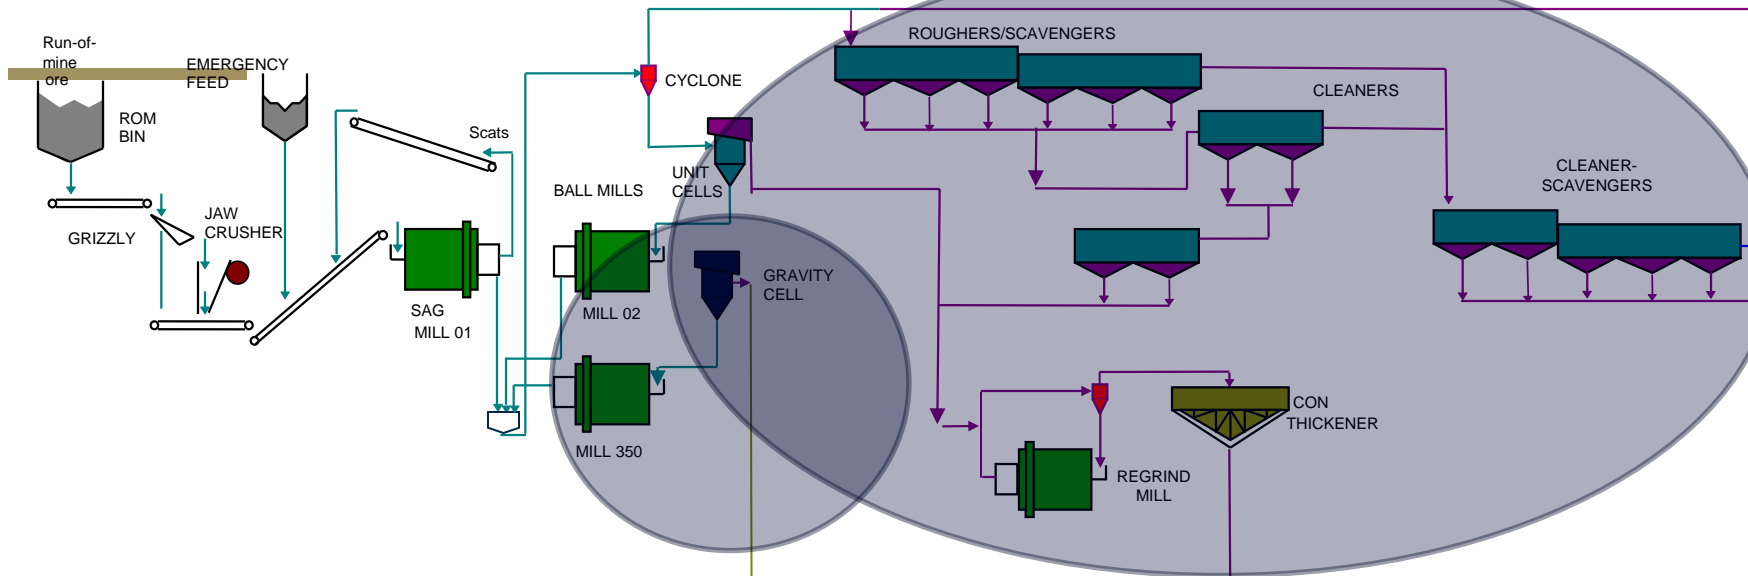 Run-of-
mine
ore
EMERGENCY
FEED
ROM
BIN
GRIZZLY
JAW
CRUSHER
Scats
SAG
MILL 01
BALL MILLS
MILL 02
MILL 350
CYCLONE
UNIT
CELLS
GRAVITY
CELL
ROUGHERS/SCAVENGERS
CLEANERS
CLEANER-
SCAVENGERS
CON
THICKENER
REGRIND
MILL